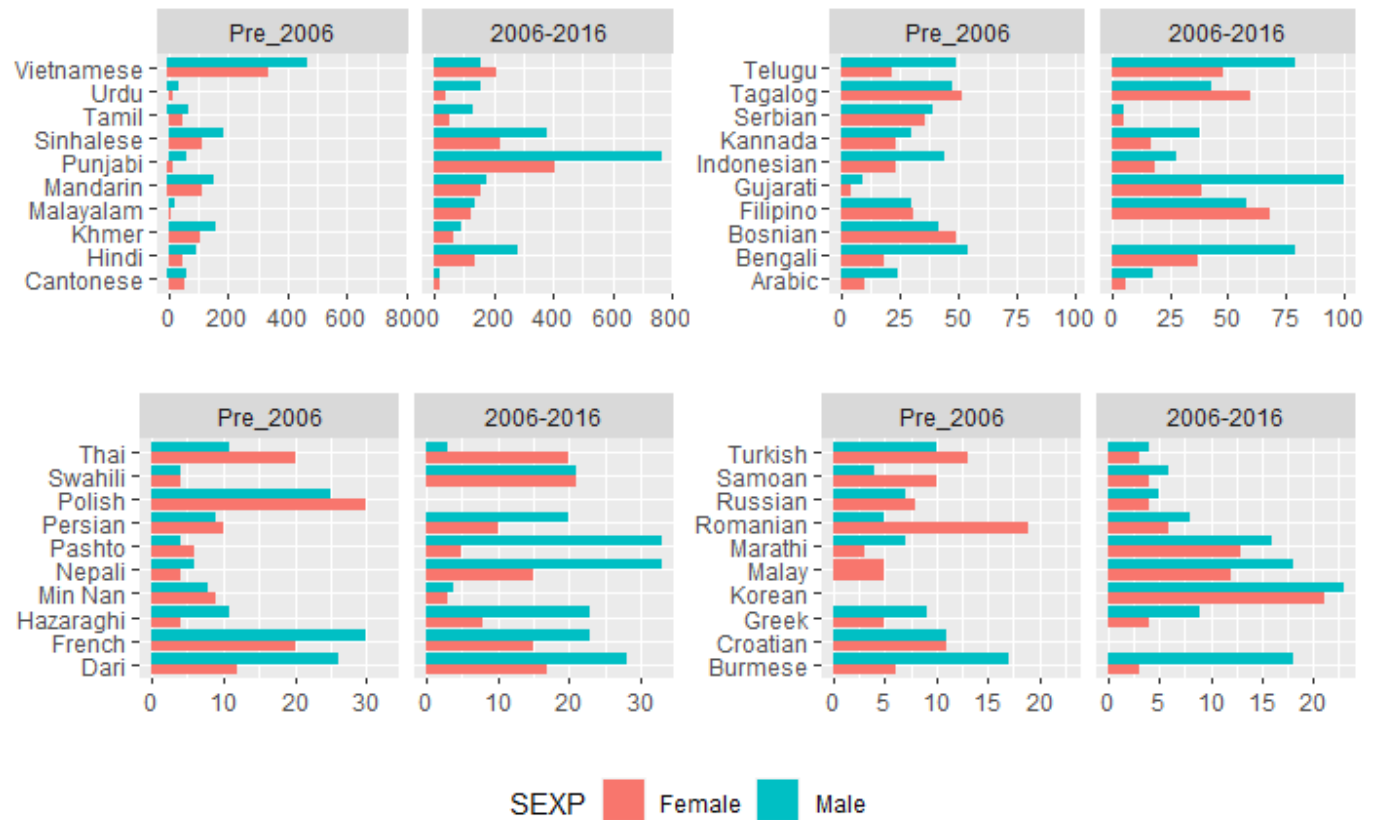 Pre_2006 2006-2016
Vietnamese
Urdu
Tamil
Sinhalese
Punjabi
Mandarin
Malayalam
Khmer
Hindi
Cantonese
0 200 400 600 800 0 200 400 600 800
Pre_2006 2006-2016
Telugu
Tagalog
Serbian
Kannada
Indonesian
Gujarati
Filipino
Bosnian
Bengali
Arabic
0 25 50 75 100 0 25 50 75 100
Pre_2006 2006-2016
Thai
Swahili
Polish
Persian
Pashto
Nepali
Min Nan
Hazaraghi
French
Dari
0 10 20 30 0 10 20 30
Pre_2006 2006-2016
Turkish
Samoan
Russian
Romanian
Marathi
Malay
Korean
Greek
Croatian
Burmese
0 5 10 15 20 0 5 10 15 20
SEXP Female Male